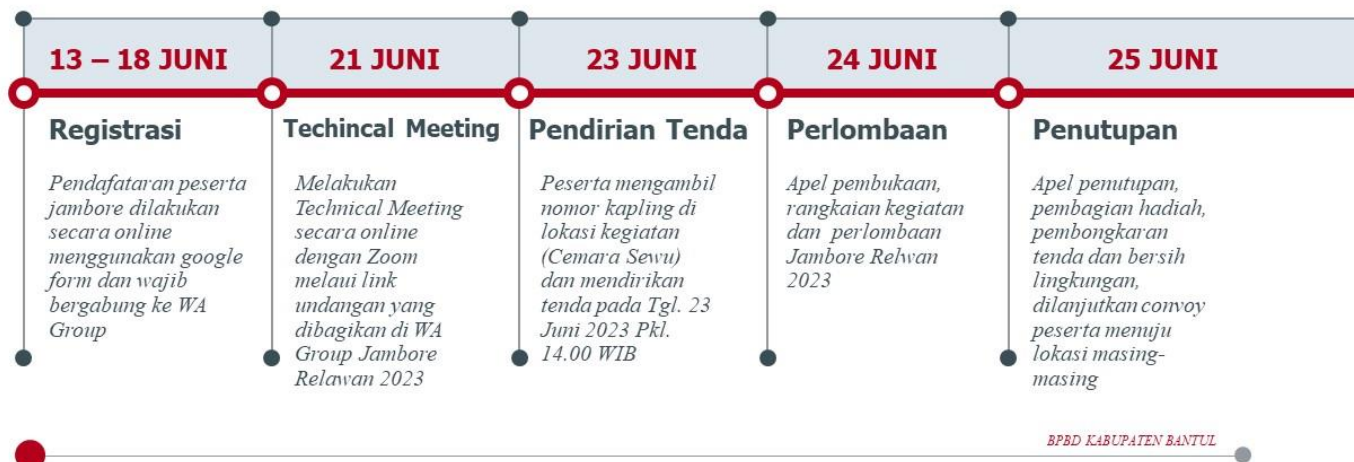 13 – 18 JUNI
21 JUNI
23 JUNI
24 JUNI
25 JUNI
Registrasi
Pendafataran peserta
jambore dilakukan
secara online
menggunakan google
form dan wajib
bergabung ke WA
Group
Techincal Meeting
Melakukan
Technical Meeting
secara online
dengan Zoom
melaui link
undangan yang
dibagikan di WA
Group Jambore
Relawan 2023
Pendirian Tenda
Peserta mengambil
nomor kapling di
lokasi kegiatan
(Cemara Sewu)
dan mendirikan
tenda pada Tgl. 23
Juni 2023 Pkl.
14.00 WIB
Perlombaan
Apel pembukaan,
rangkaian kegiatan
dan perlombaan
Jambore Relwan
2023
Penutupan
Apel penutupan,
pembagian hadiah,
pembongkaran
tenda dan bersih
lingkungan,
dilanjutkan convoy
peserta menuju
lokasi masing-
masing
BPBD KABUPATEN BANTUL